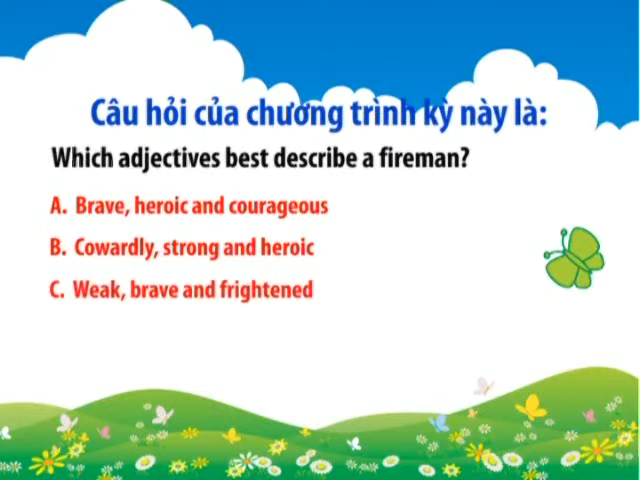 Câu hỏi của chương trình kỳ này là:
Which adjectives best describe a fireman?
A. Brave, heroic and courageous
B. Cowardly, strong and heroic
C. Weak, brave and frightened